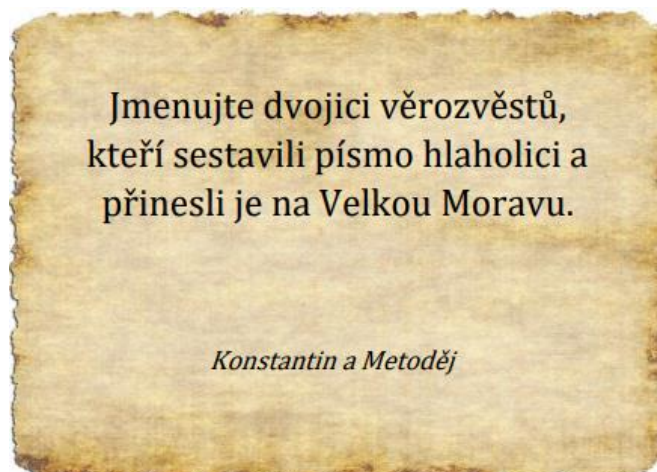 Jmenujte dvojici věrozvěstů,
kteří sestavili písmo hlaholici a
přinesli je na Velkou Moravu.
Konstantin a Metoděj